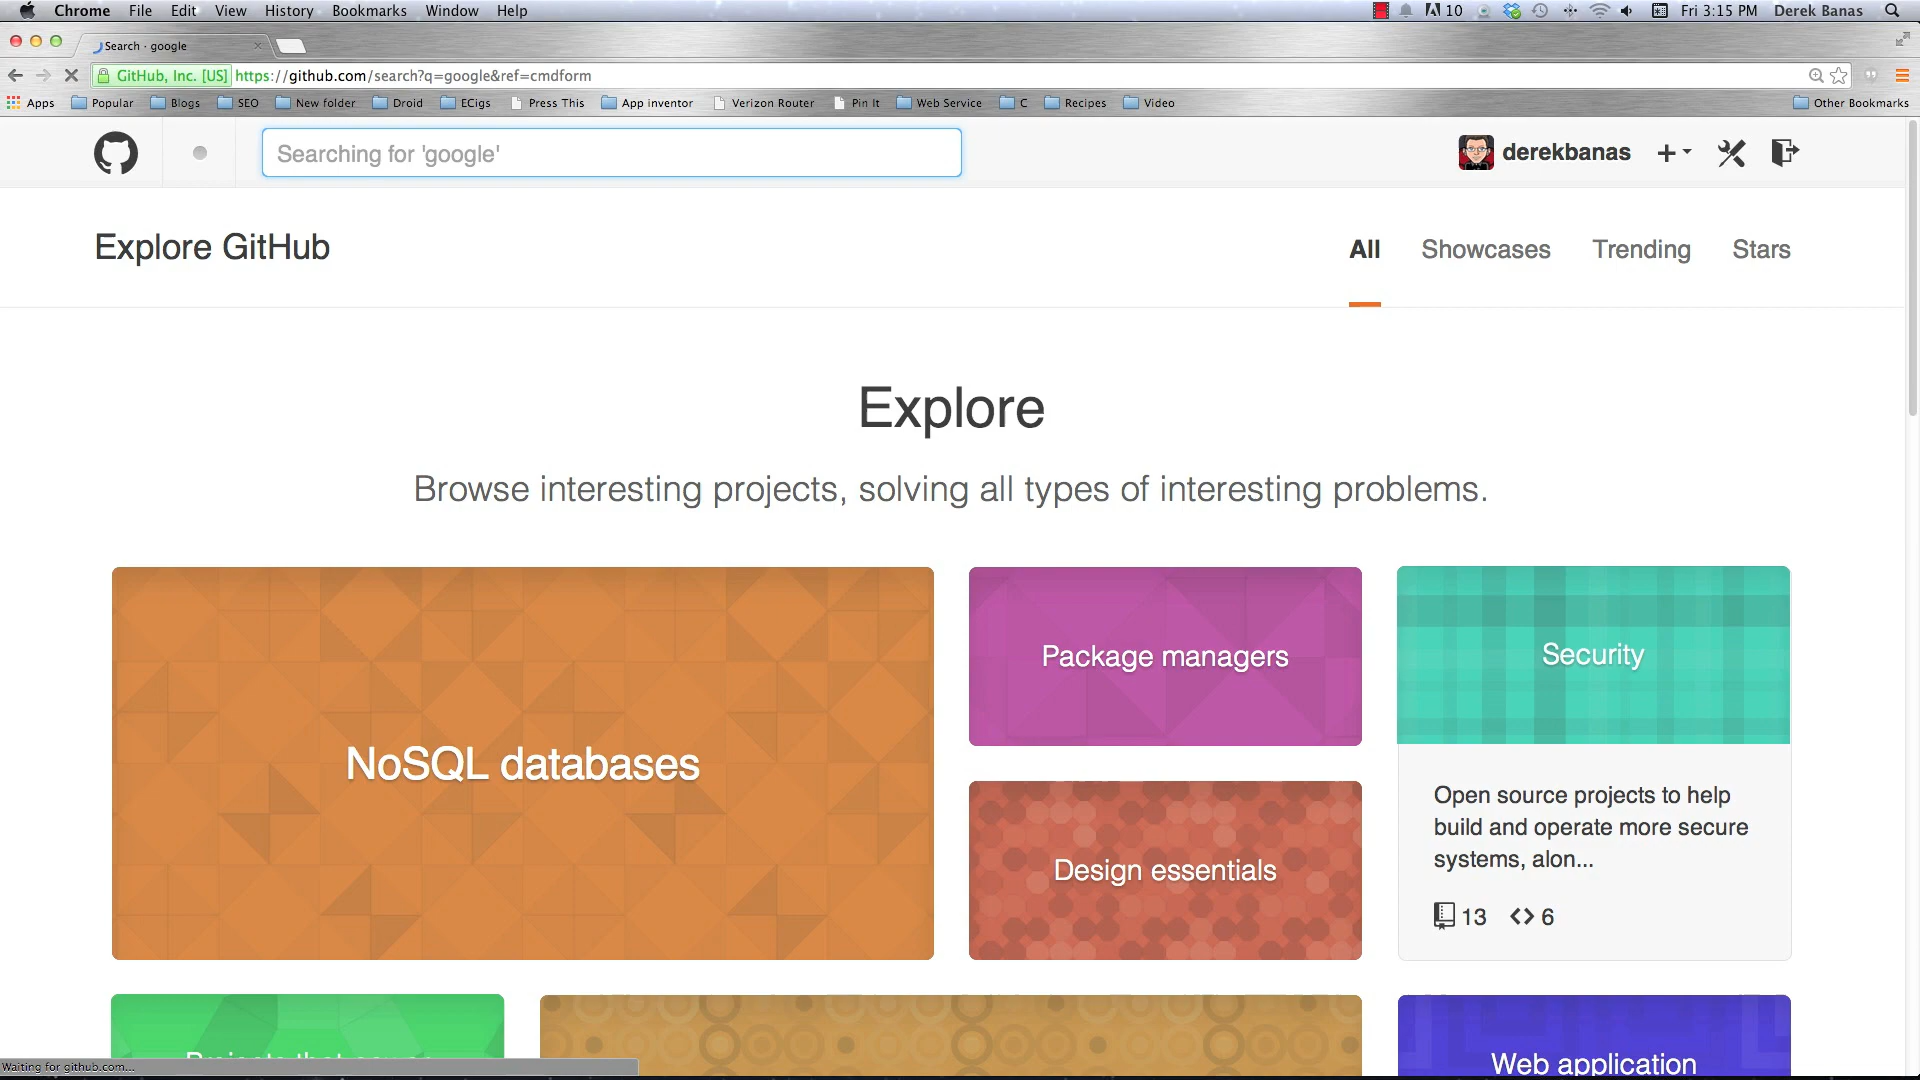 Chrome File Edit View History Bookmarks Window Help 10 Fri 3:15 PM Derek Banas
Search · google
GitHub, Inc. [US] https://github.com/search?q=google&ref=cmdform
Apps Popular Blogs SEO New folder Droid ECigs Press This App inventor Verizon Router Pin It Web Service C Recipes Video Other Bookmarks
Searching for 'google' derekbanas
Explore GitHub All Showcases Trending Stars
Explore
Browse interesting projects, solving all types of interesting problems.
NoSQL databases
Package managers
Security
Design essentials
Open source projects to help
build and operate more secure
systems, alon...
13 6
Web application
Waiting for github.com...